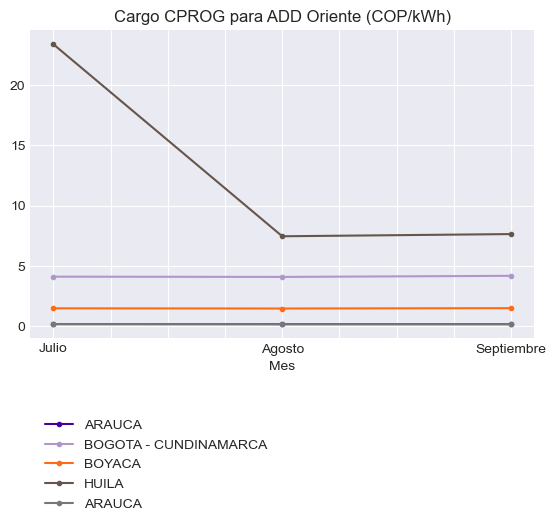 Cargo CPROG para ADD Oriente (COP/kWh)
20
15
10
5
0
Julio Agosto Septiembre
Mes
ARAUCA
BOGOTA - CUNDINAMARCA
BOYACA
HUILA
ARAUCA